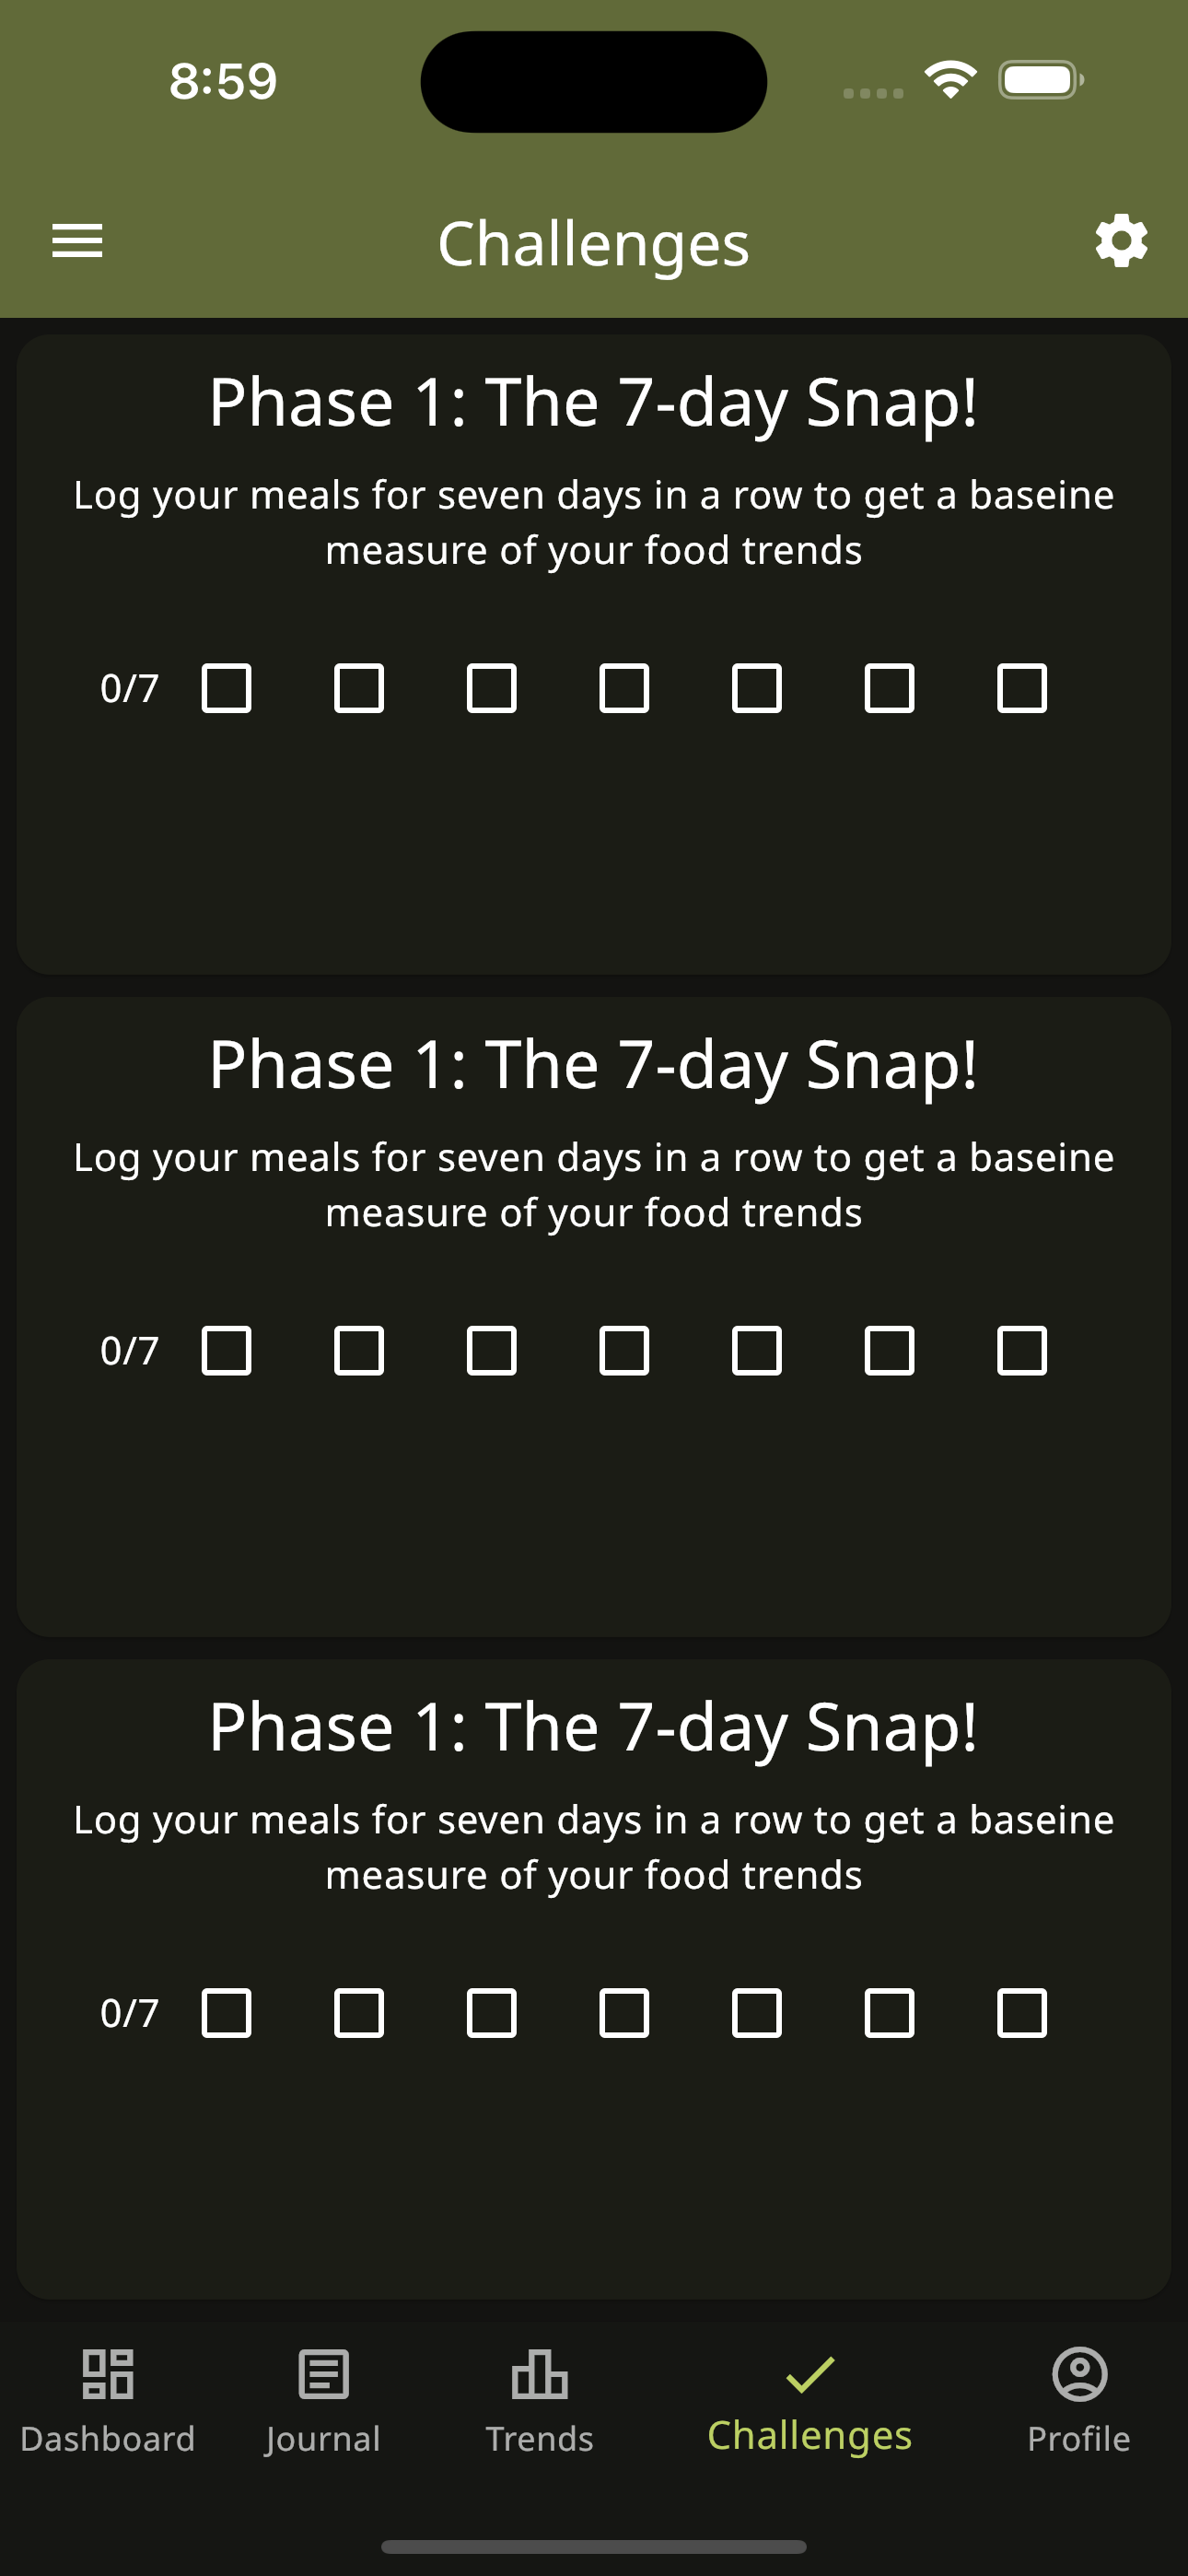 8:59
Challenges
Phase 1: The 7-day Snap!
Log your meals for seven days in a row to get a baseine
measure of your food trends
0/7
Phase 1: The 7-day Snap!
Log your meals for seven days in a row to get a baseine
measure of your food trends
0/7
Phase 1: The 7-day Snap!
Log your meals for seven days in a row to get a baseine
measure of your food trends
0/7
Dashboard Journal Trends Challenges Profile